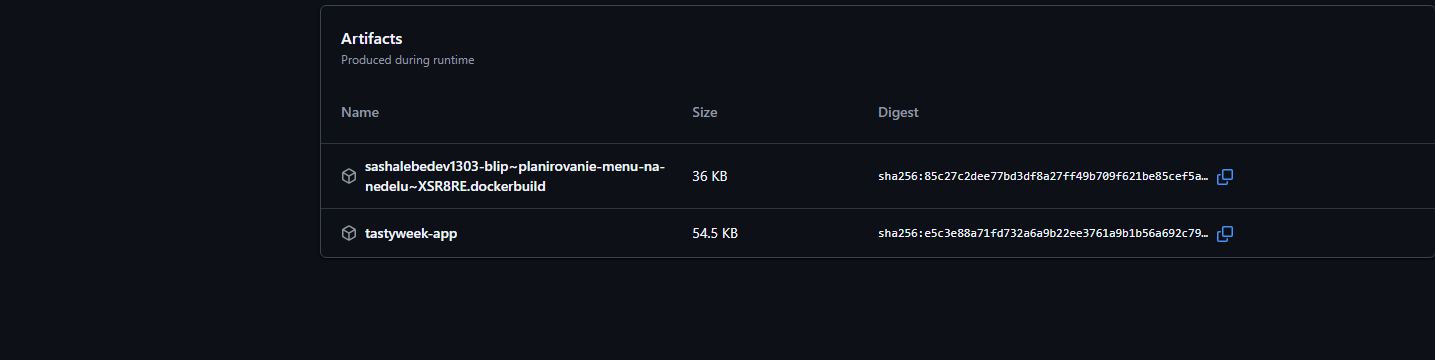 Artifacts
Produced during runtime
Name Size Digest
sashalebedev1303-blip~planirovanie-menu-na-
nedelu~XSR8RE.dockerbuild 36 KB sha256:85c27c2dee77bd3df8a27ff49b709f621be85cef5a…
tastyweek-app 54.5 KB sha256:e5c3e88a71fd732a6a9b22ee3761a9b1b56a692c79…